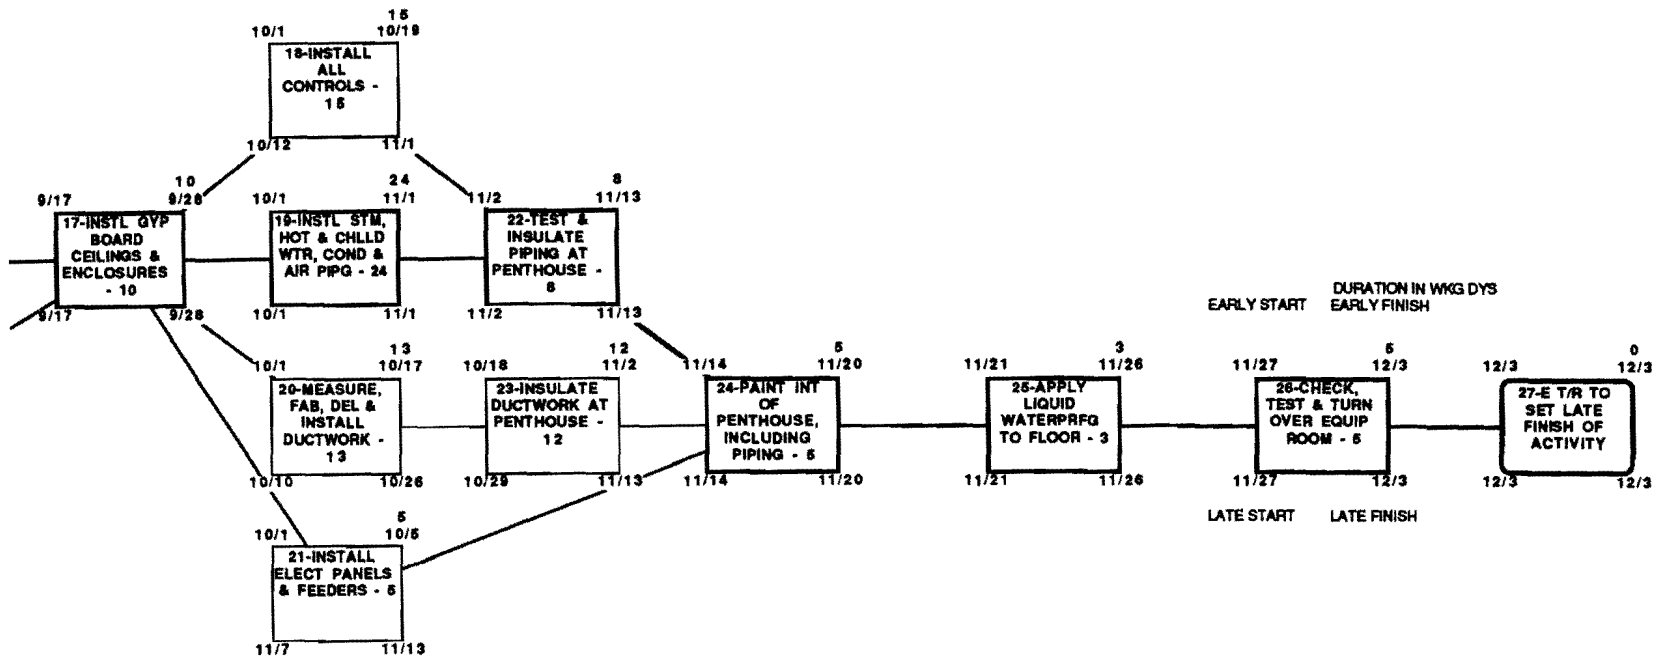 15
10/1 10/19
18-INSTALL
ALL
CONTROLS -
15
10/12 11/1
10
9/17 9/28
17-INSTL GYP
BOARD
CEILINGS &
ENCLOSURES
- 10
9/17 9/28
24
10/1 11/1
19-INSTL STM,
HOT & CHLLD
WTR, COND &
AIR PIPG - 24
10/1 11/1
8
11/2 11/13
22-TEST &
INSULATE
PIPING AT
PENTHOUSE -
8
11/2 11/13
DURATION IN WKG DYS
EARLY START EARLY FINISH
13
10/1 10/17
20-MEASURE,
FAB, DEL &
INSTALL
DUCTWORK -
13
10/10 10/26
12
10/18 11/2
23-INSULATE
DUCTWORK AT
PENTHOUSE -
12
10/29 11/13
5
11/14 11/20
24-PAINT INT
OF
PENTHOUSE,
INCLUDING
PIPING - 5
11/14 11/20
3
11/21 11/26
25-APPLY
LIQUID
WATERPRFG
TO FLOOR - 3
11/21 11/26
5
11/27 12/3
26-CHECK,
TEST & TURN
OVER EQUIP
ROOM - 5
11/27 12/3
0
12/3 12/3
27-E T/R TO
SET LATE
FINISH OF
ACTIVITY
12/3 12/3
LATE START LATE FINISH
5
10/1 10/5
21-INSTALL
ELECT PANELS
& FEEDERS - 5
11/7 11/13